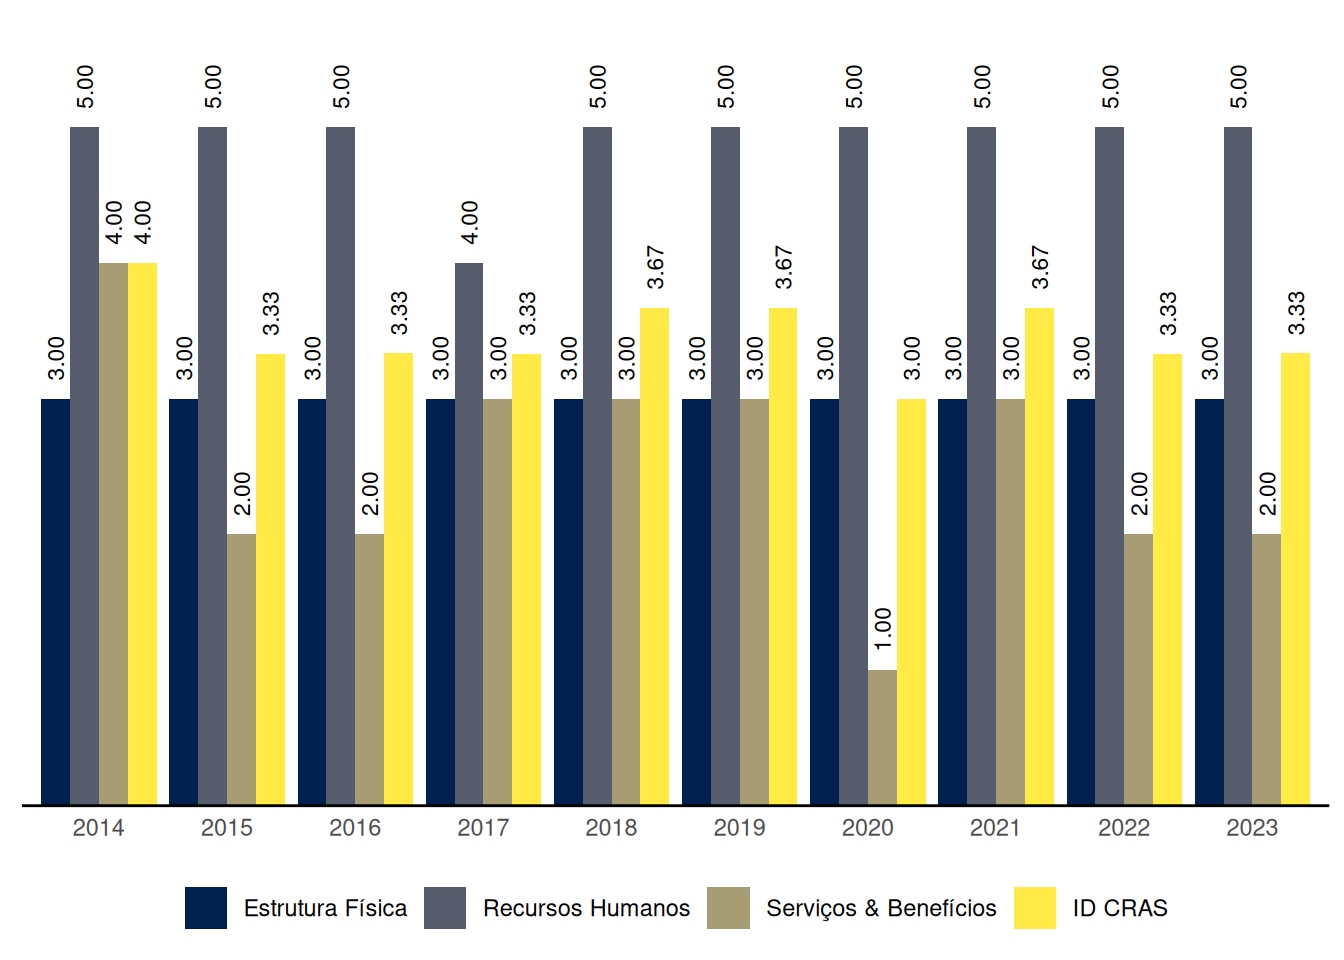 5.00 5.00 5.00 5.00 5.00 5.00 5.00 5.00 5.00
4.00 4.00 4.00
3.67 3.67 3.67
3.33 3.33 3.33 3.33 3.33
3.00 3.00 3.00 3.00 3.00 3.00 3.00 3.00 3.00 3.00 3.00 3.00 3.00 3.00 3.00
2.00 2.00 2.00 2.00
1.00
2014 2015 2016 2017 2018 2019 2020 2021 2022 2023
Estrutura Física Recursos Humanos Serviços & Benefícios ID CRAS